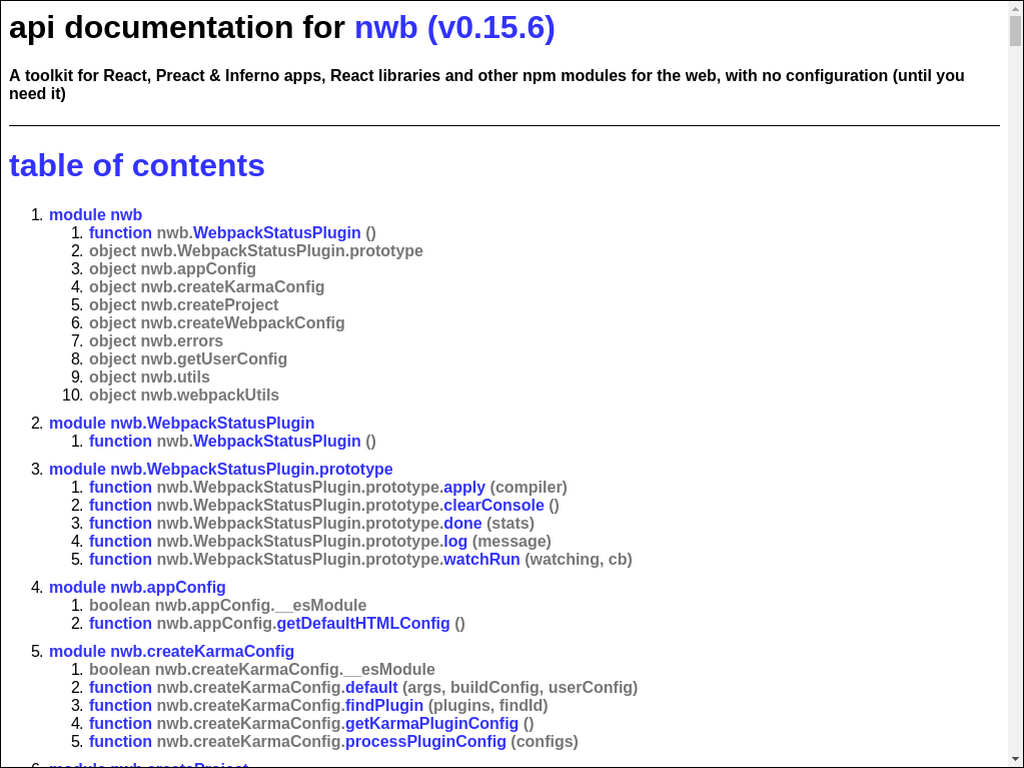 api documentation for nwb (v0.15.6)
A toolkit for React, Preact & Inferno apps, React libraries and other npm modules for the web, with no configuration (until you
need it)
table of contents
1. module nwb
1. function nwb.WebpackStatusPlugin ()
2. object nwb.WebpackStatusPlugin.prototype
3. object nwb.appConfig
4. object nwb.createKarmaConfig
5. object nwb.createProject
6. object nwb.createWebpackConfig
7. object nwb.errors
8. object nwb.getUserConfig
9. object nwb.utils
10. object nwb.webpackUtils
2. module nwb.WebpackStatusPlugin
1. function nwb.WebpackStatusPlugin ()
3. module nwb.WebpackStatusPlugin.prototype
1. function nwb.WebpackStatusPlugin.prototype.apply (compiler)
2. function nwb.WebpackStatusPlugin.prototype.clearConsole ()
3. function nwb.WebpackStatusPlugin.prototype.done (stats)
4. function nwb.WebpackStatusPlugin.prototype.log (message)
5. function nwb.WebpackStatusPlugin.prototype.watchRun (watching, cb)
4. module nwb.appConfig
1. boolean nwb.appConfig.__esModule
2. function nwb.appConfig.getDefaultHTMLConfig ()
5. module nwb.createKarmaConfig
1. boolean nwb.createKarmaConfig.__esModule
2. function nwb.createKarmaConfig.default (args, buildConfig, userConfig)
3. function nwb.createKarmaConfig.findPlugin (plugins, findId)
4. function nwb.createKarmaConfig.getKarmaPluginConfig ()
5. function nwb.createKarmaConfig.processPluginConfig (configs)
6. module nwb.createProject